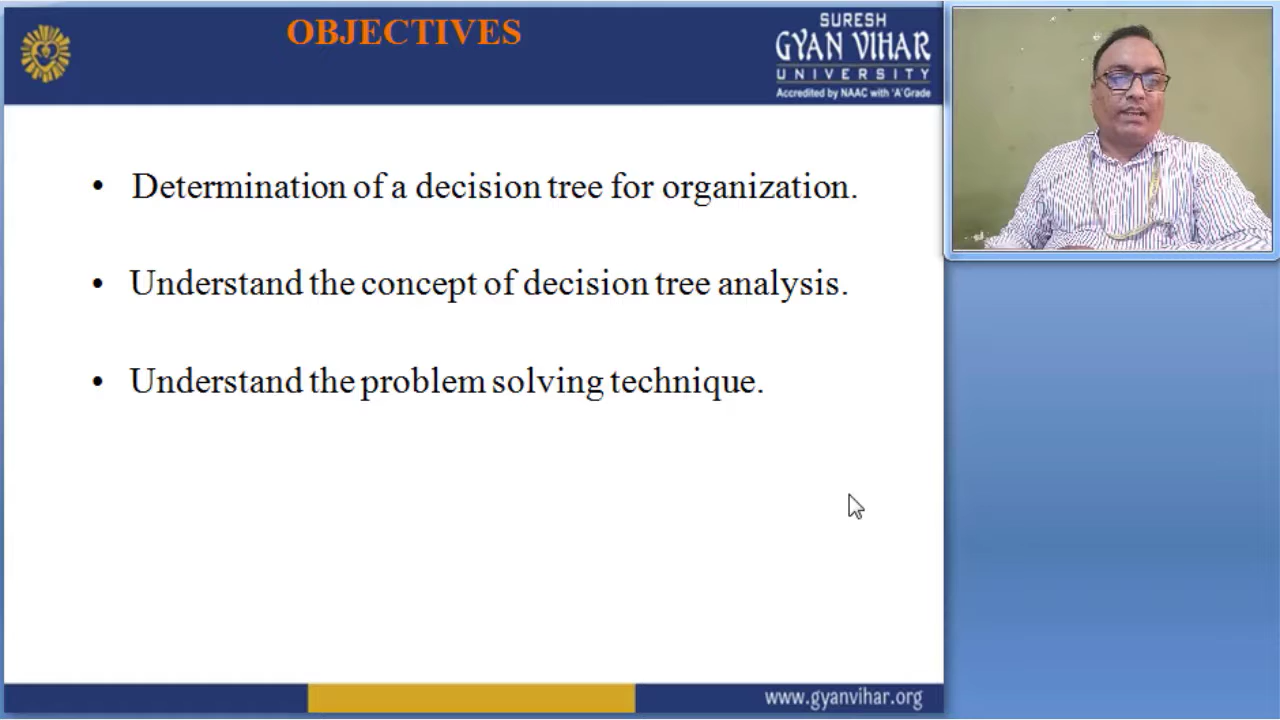 OBJECTIVES
SURESH
GYAN VIHAR
UNIVERSITY
Accredited by NAAC with 'A' Grade
• Determination of a decision tree for organization.
• Understand the concept of decision tree analysis.
• Understand the problem solving technique.
www.gyanvihar.org